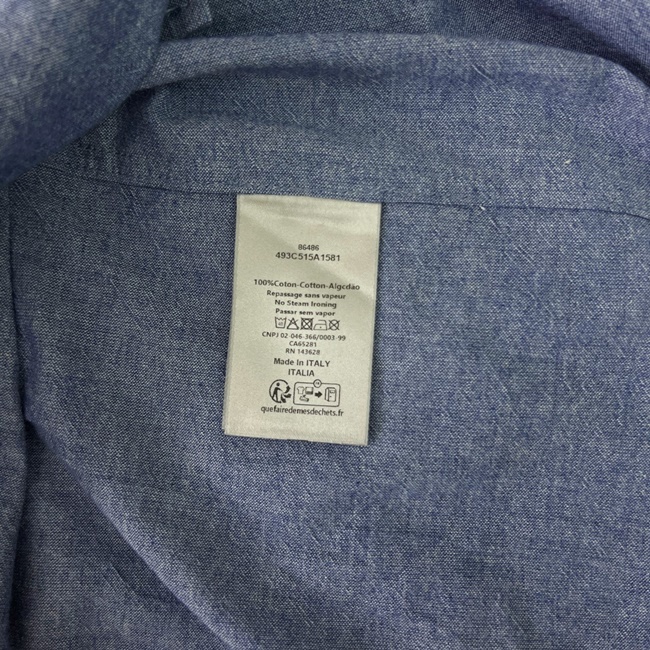 86486
493C515A1581
100%Coton-Cotton-Algodão
Repassage sans vapeur
No Steam Ironing
Passar sem vapor
CNPJ 02-046-366/0003-99
CA65281
RN 143628
Made in ITALY
ITALIA
quefairedemesdechets.fr